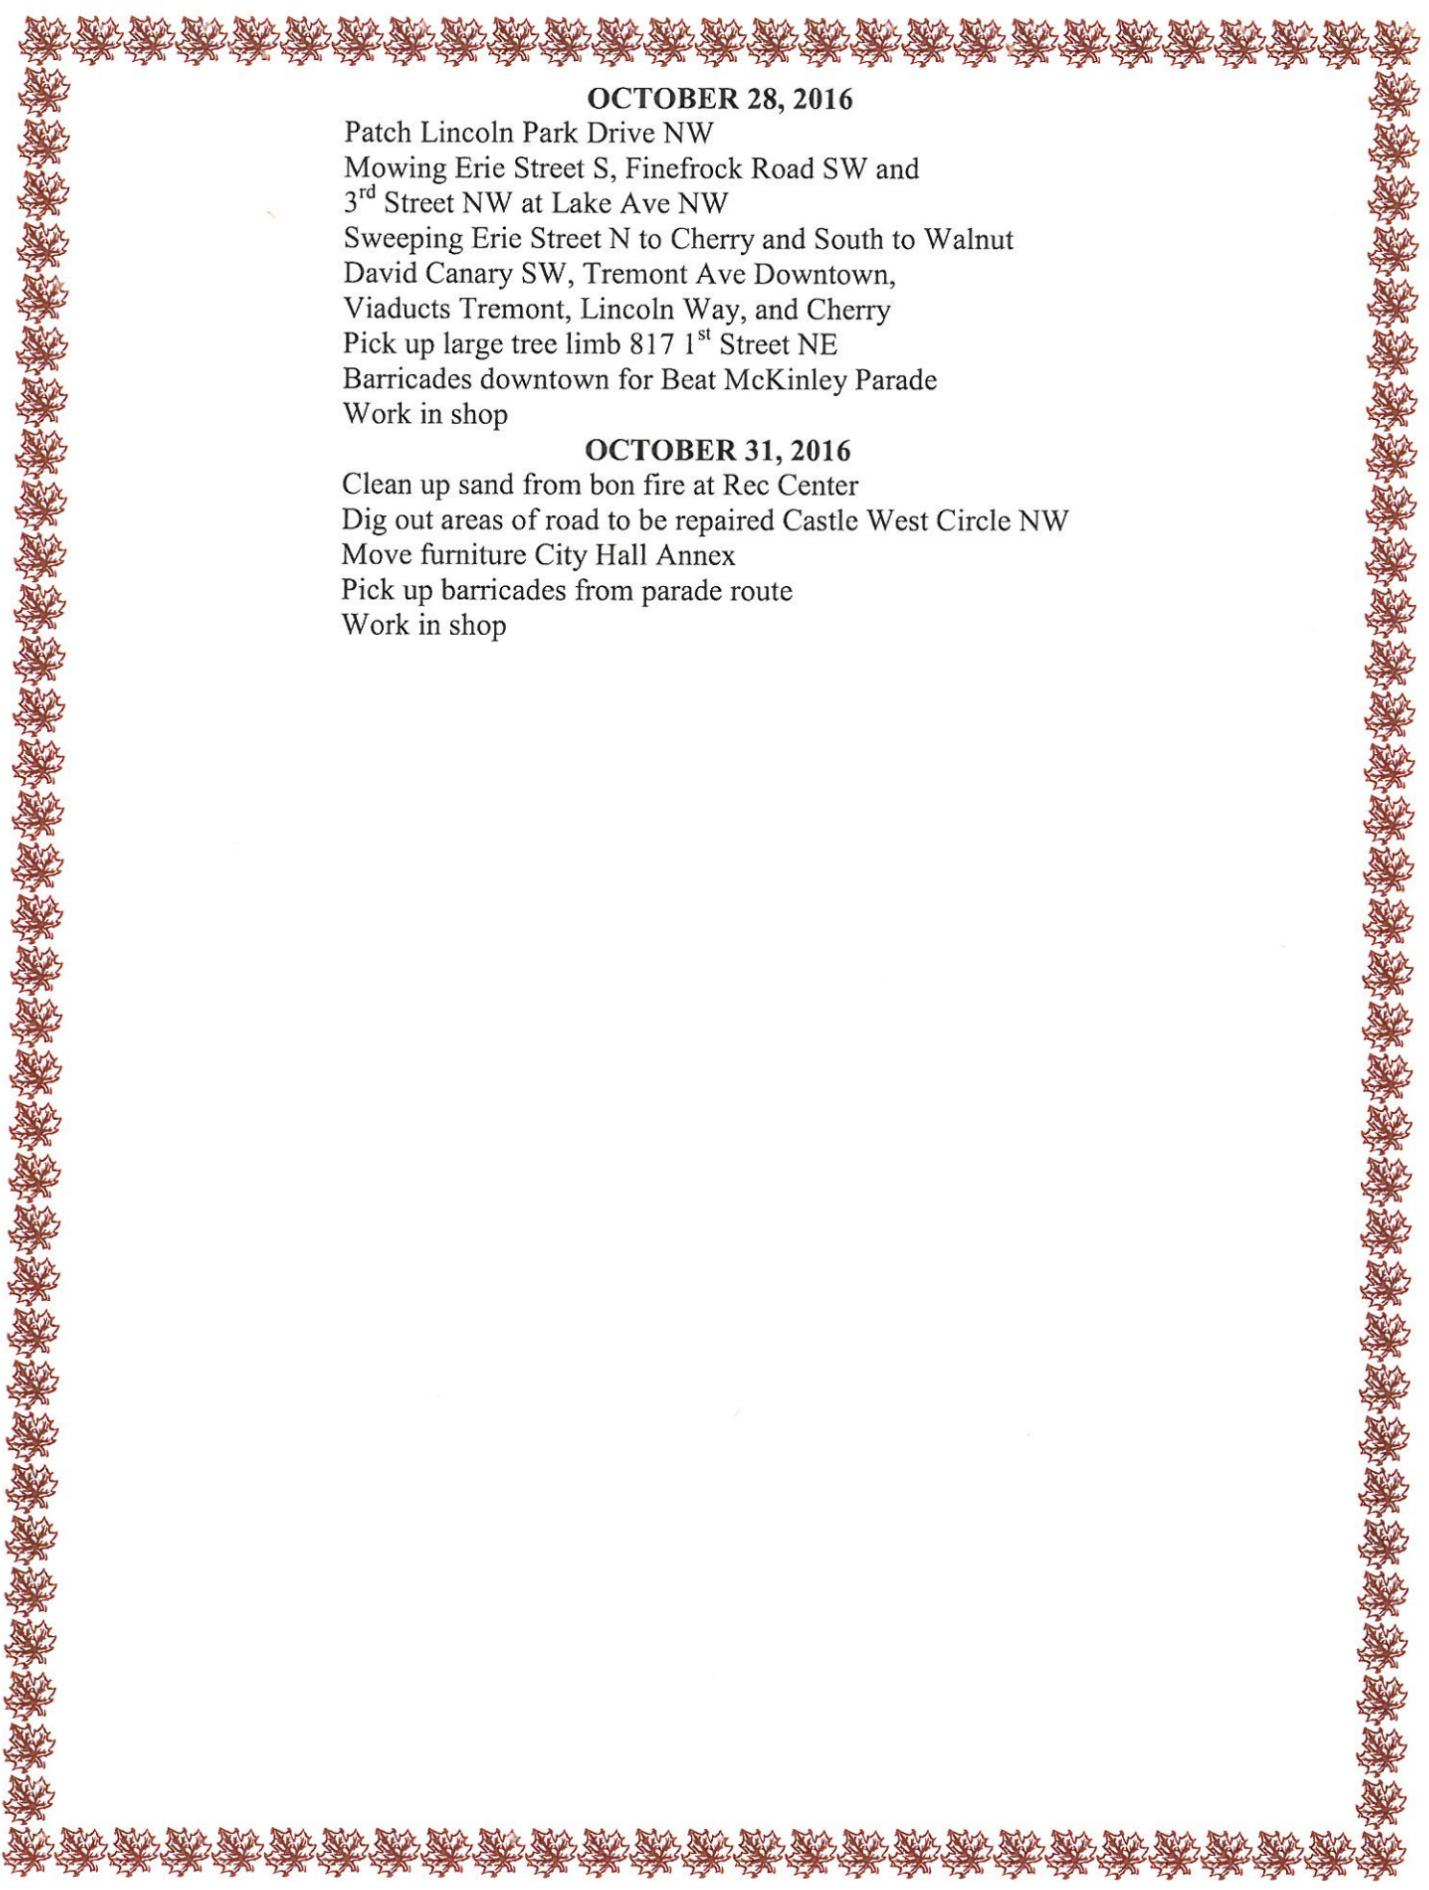 OCTOBER 28, 2016
Patch Lincoln Park Drive NW
Mowing Erie Street S, Finefrock Road SW and
3rd Street NW at Lake Ave NW
Sweeping Erie Street N to Cherry and South to Walnut
David Canary SW, Tremont Ave Downtown,
Viaducts Tremont, Lincoln Way, and Cherry
Pick up large tree limb 817 1st Street NE
Barricades downtown for Beat McKinley Parade
Work in shop
OCTOBER 31, 2016
Clean up sand from bon fire at Rec Center
Dig out areas of road to be repaired Castle West Circle NW
Move furniture City Hall Annex
Pick up barricades from parade route
Work in shop